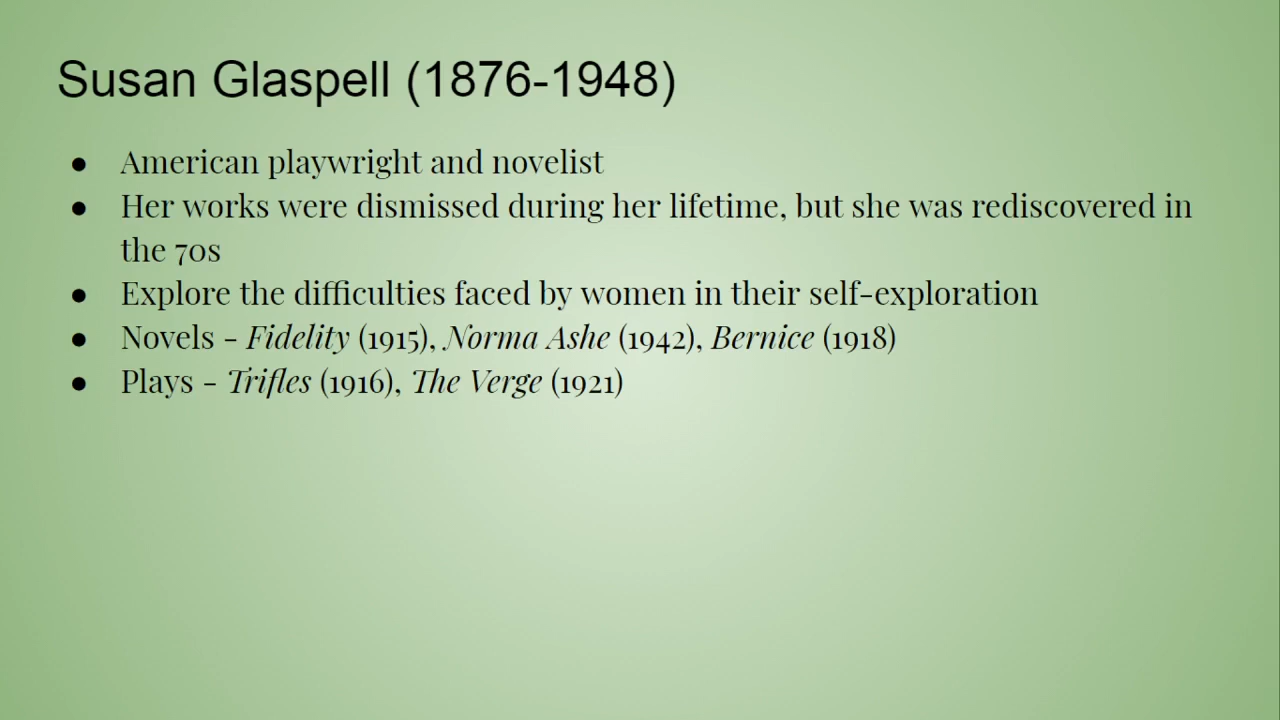 Susan Glaspell (1876-1948)
● American playwright and novelist
● Her works were dismissed during her lifetime, but she was rediscovered in
the 70s
● Explore the difficulties faced by women in their self-exploration
● Novels - Fidelity (1915), Norma Ashe (1942), Bernice (1918)
● Plays - Trifles (1916), The Verge (1921)